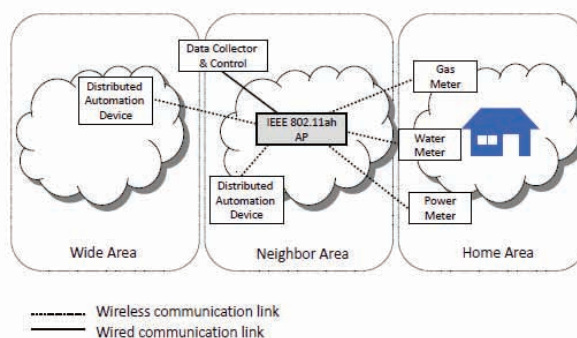 Data Collector
& Control
Distributed
Automation
Device
Gas
Meter
IEEE 802.11ah
AP
Water
Meter
Distributed
Automation
Device
Power
Meter
Wide Area
Neighbor Area
Home Area
Wireless communication link
Wired communication link